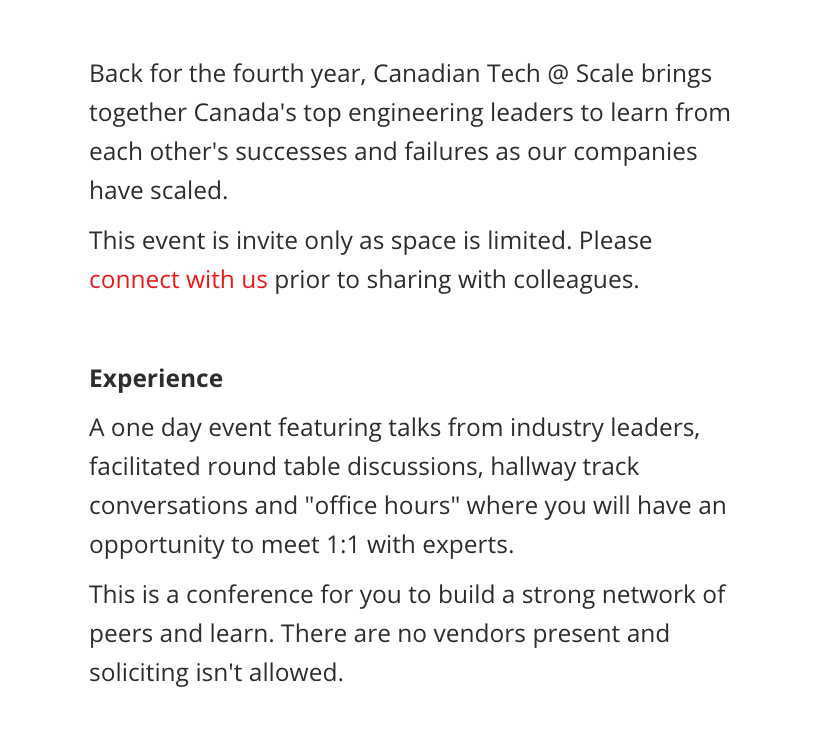 Back for the fourth year, Canadian Tech @ Scale brings
together Canada's top engineering leaders to learn from
each other's successes and failures as our companies
have scaled.
This event is invite only as space is limited. Please
connect with us prior to sharing with colleagues.
Experience
A one day event featuring talks from industry leaders,
facilitated round table discussions, hallway track
conversations and "office hours" where you will have an
opportunity to meet 1:1 with experts.
This is a conference for you to build a strong network of
peers and learn. There are no vendors present and
soliciting isn't allowed.